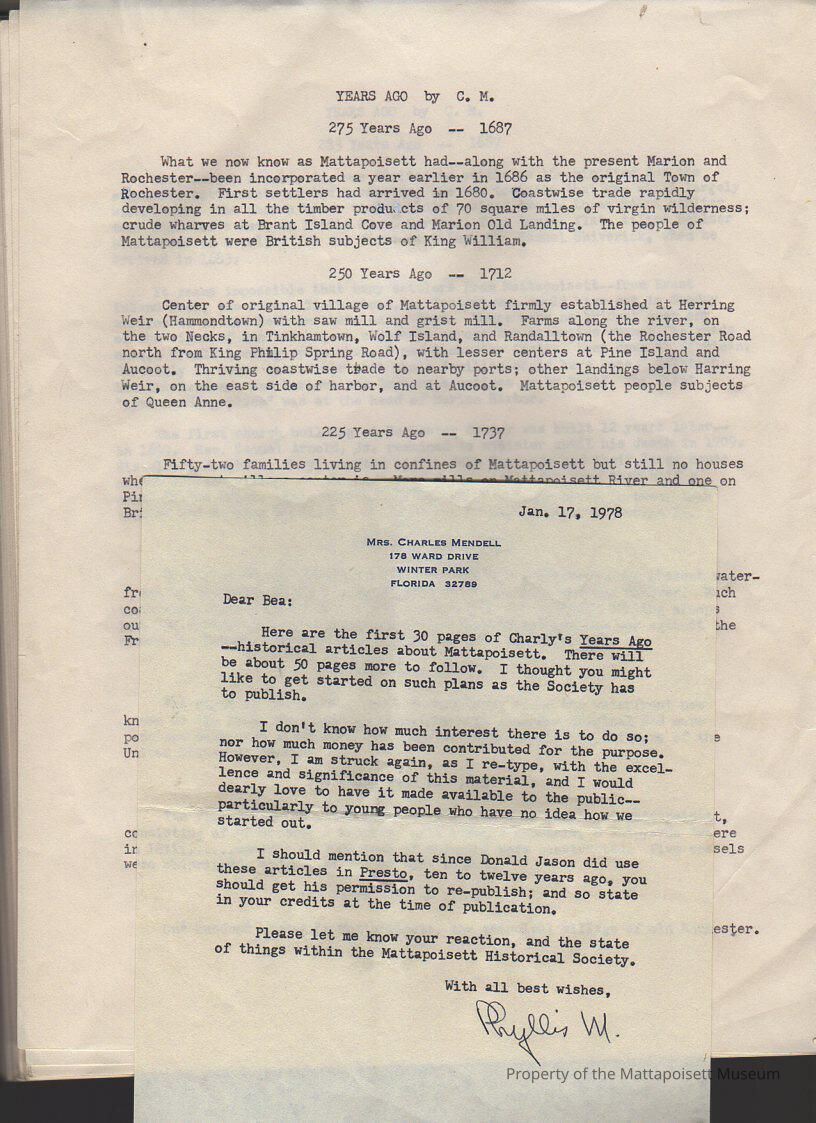 YEARS AGO by C. M.
275 Years Ago -- 1687
What we now know as Mattapoisett had--along with the present Marion and
Rochester--been incorporated a year earlier in 1686 as the original Town of
Rochester. First settlers had arrived in 1680. Coastwise trade rapidly
developing in all the timber products of 70 square miles of virgin wilderness;
crude wharves at Brant Island Cove and Marion Old Landing. The people of
Mattapoisett were British subjects of King William.
250 Years Ago -- 1712
Center of original village of Mattapoisett firmly established at Herring
Weir (Hammondtown) with saw mill and grist mill. Farms along the river, on
the two Necks, in Tinkhamtown, Wolf Island, and Randalltown (the Rochester Road
north from King Philip Spring Road), with lesser centers at Pine Island and
Aucoot. Thriving coastwise trade to nearby ports; other landings below Harring
Weir, on the east side of harbor, and at Aucoot. Mattapoisett people subjects
of Queen Anne.
225 Years Ago -- 1737
Fifty-two families living in confines of Mattapoisett but still no houses
Mattapoisett River and one on
Jan. 17, 1978
MRS. CHARLES MENDELL
178 WARD DRIVE
WINTER PARK
FLORIDA 32789
Dear Bea:
Here are the first 30 pages of Charly's Years Ago
--historical articles about Mattapoisett. There will
be about 50 pages more to follow. I thought you might
like to get started on such plans as the Society has
to publish.
I don't know how much interest there is to do so;
nor how much money has been contributed for the purpose.
However, I am struck again, as I re-type, with the excel-
lence and significance of this material, and I would
dearly love to have it made available to the public--
particularly to young people who have no idea how we
started out.
I should mention that since Donald Jason did use
these articles in Presto, ten to twelve years ago, you
should get his permission to re-publish; and so state
in your credits at the time of publication.
Please let me know your reaction, and the state
of things within the Mattapoisett Historical Society.
With all best wishes,
Phyllis M.
Property of the Mattapoisett Museum